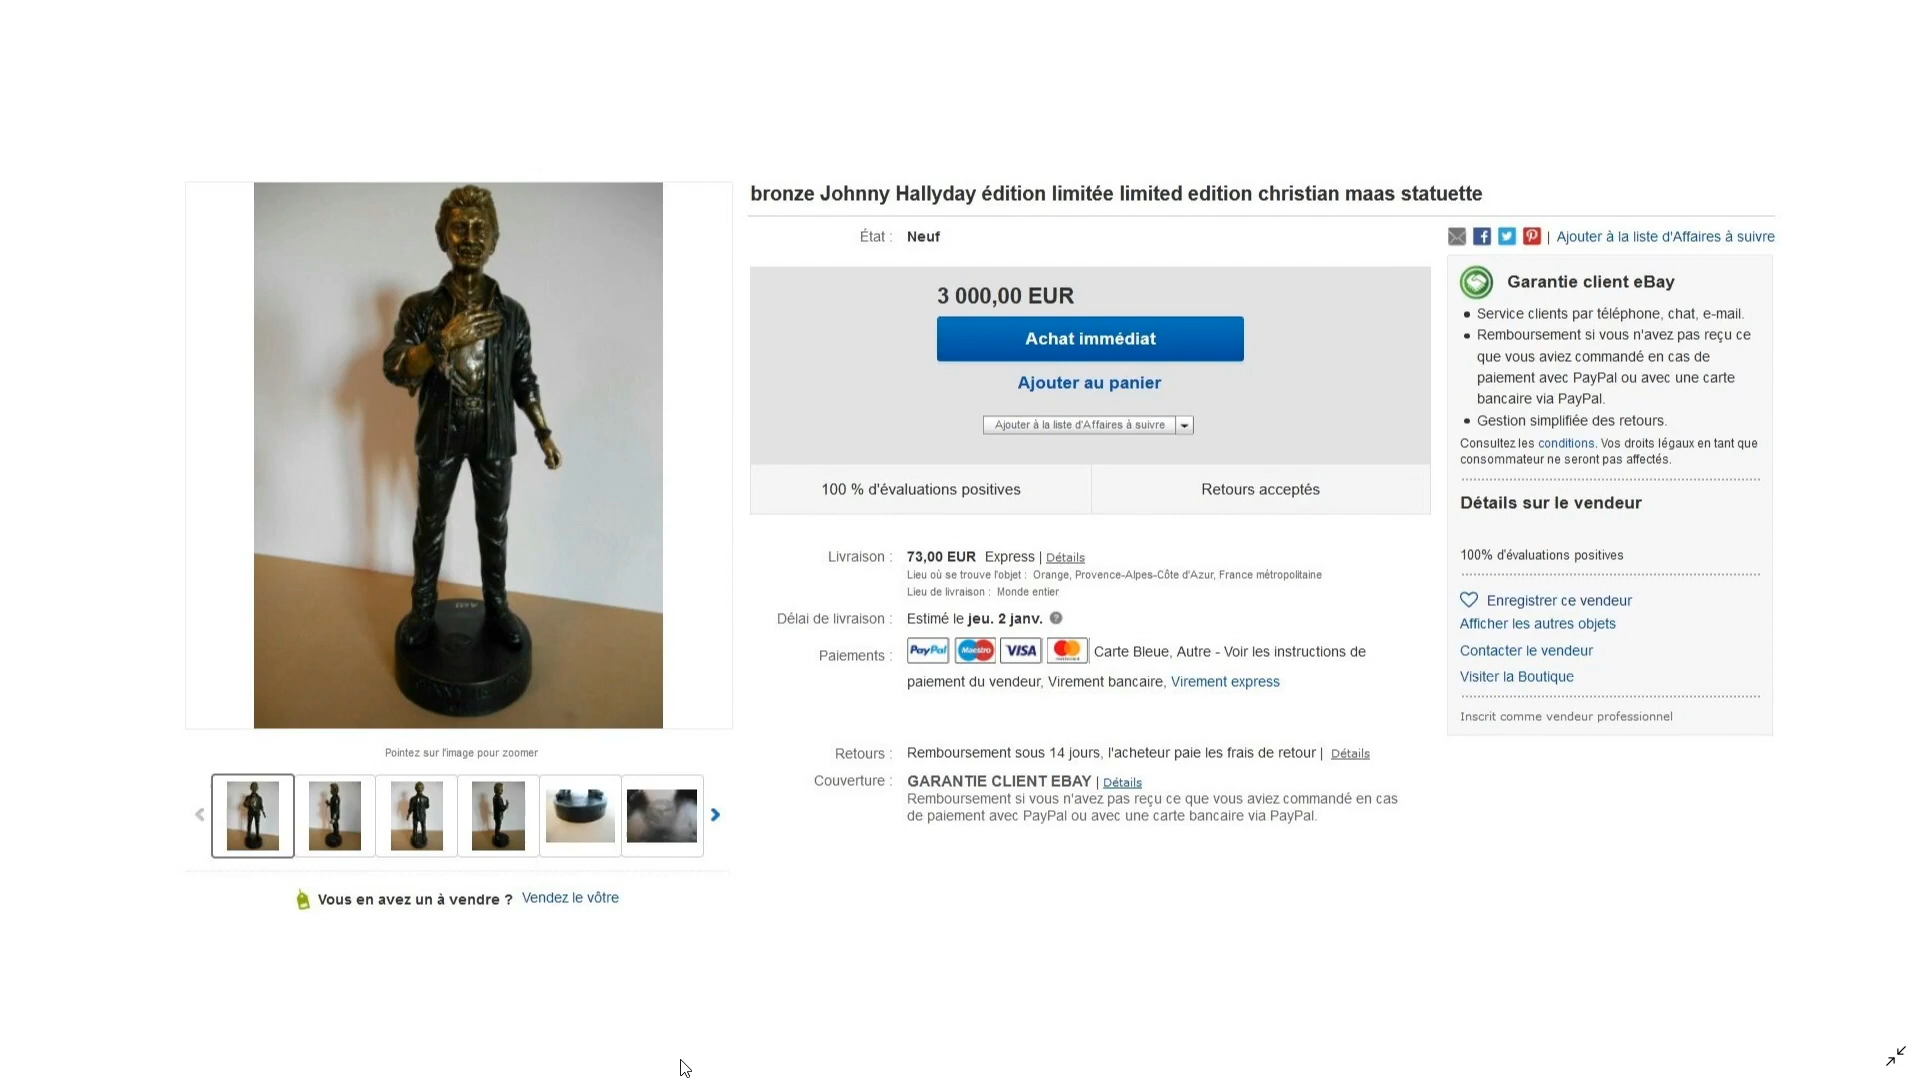 bronze Johnny Hallyday édition limitée limited edition christian maas statuette
État : Neuf
| Ajouter à la liste d'Affaires à suivre
3 000,00 EUR
Achat immédiat
Ajouter au panier
Ajouter à la liste d'Affaires à suivre
100 % d'évaluations positives
Retours acceptés
Livraison : 73,00 EUR Express | Détails
Lieu où se trouve l'objet : Orange, Provence-Alpes-Côte d'Azur, France métropolitaine
Lieu de livraison : Monde entier
Délai de livraison : Estimé le jeu. 2 janv. ?
Paiements : PayPal Maestro VISA Carte Bleue, Autre - Voir les instructions de
paiement du vendeur, Virement bancaire, Virement express
Retours : Remboursement sous 14 jours, l'acheteur paie les frais de retour | Détails
Couverture : GARANTIE CLIENT EBAY | Détails
Remboursement si vous n'avez pas reçu ce que vous aviez commandé en cas
de paiement avec PayPal ou avec une carte bancaire via PayPal.
Garantie client eBay
• Service clients par téléphone, chat, e-mail.
• Remboursement si vous n'avez pas reçu ce
que vous aviez commandé en cas de
paiement avec PayPal ou avec une carte
bancaire via PayPal.
• Gestion simplifiée des retours.
Consultez les conditions. Vos droits légaux en tant que
consommateur ne seront pas affectés.
Détails sur le vendeur
100% d'évaluations positives
Enregistrer ce vendeur
Afficher les autres objets
Contacter le vendeur
Visiter la Boutique
Inscrit comme vendeur professionnel
Pointez sur l'image pour zoomer
Vous en avez un à vendre ? Vendez le vôtre